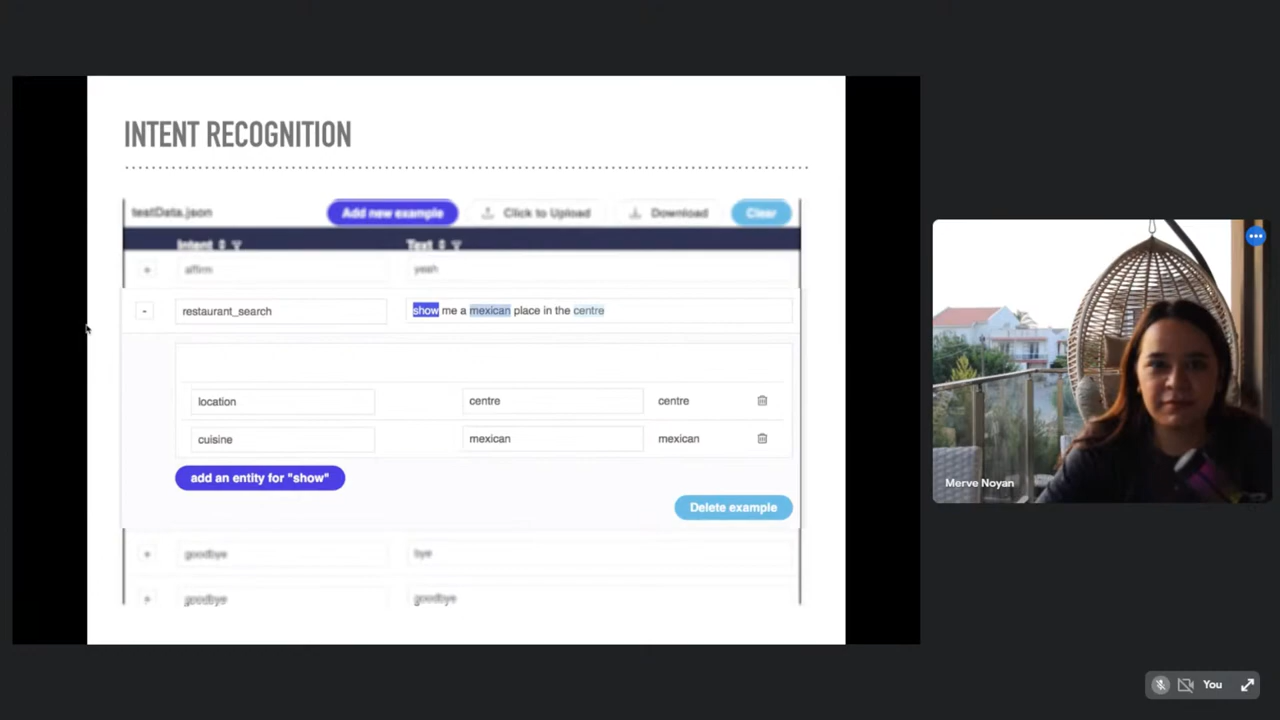 INTENT RECOGNITION
testData.json Add new example Click to Upload Download Clear
Intent Text
affirm yeah
- restaurant_search show me a mexican place in the centre
location centre centre
cuisine mexican mexican
add an entity for "show"
Delete example
+ goodbye bye
+ goodbye goodbye
Merve Noyan
You